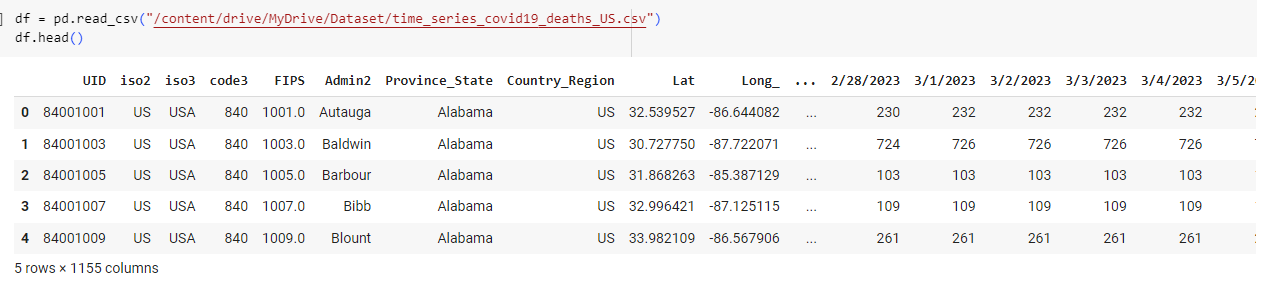 ] df = pd.read_csv("/content/drive/MyDrive/Dataset/time_series_covid19_deaths_US.csv")
df.head()
UID iso2 iso3 code3 FIPS Admin2 Province_State Country_Region Lat Long_ ... 2/28/2023 3/1/2023 3/2/2023 3/3/2023 3/4/2023 3/5/20
0 84001001 US USA 840 1001.0 Autauga Alabama US 32.539527 -86.644082 ... 230 232 232 232 232
1 84001003 US USA 840 1003.0 Baldwin Alabama US 30.727750 -87.722071 ... 724 726 726 726 726
2 84001005 US USA 840 1005.0 Barbour Alabama US 31.868263 -85.387129 ... 103 103 103 103 103
3 84001007 US USA 840 1007.0 Bibb Alabama US 32.996421 -87.125115 ... 109 109 109 109 109
4 84001009 US USA 840 1009.0 Blount Alabama US 33.982109 -86.567906 ... 261 261 261 261 261
5 rows × 1155 columns